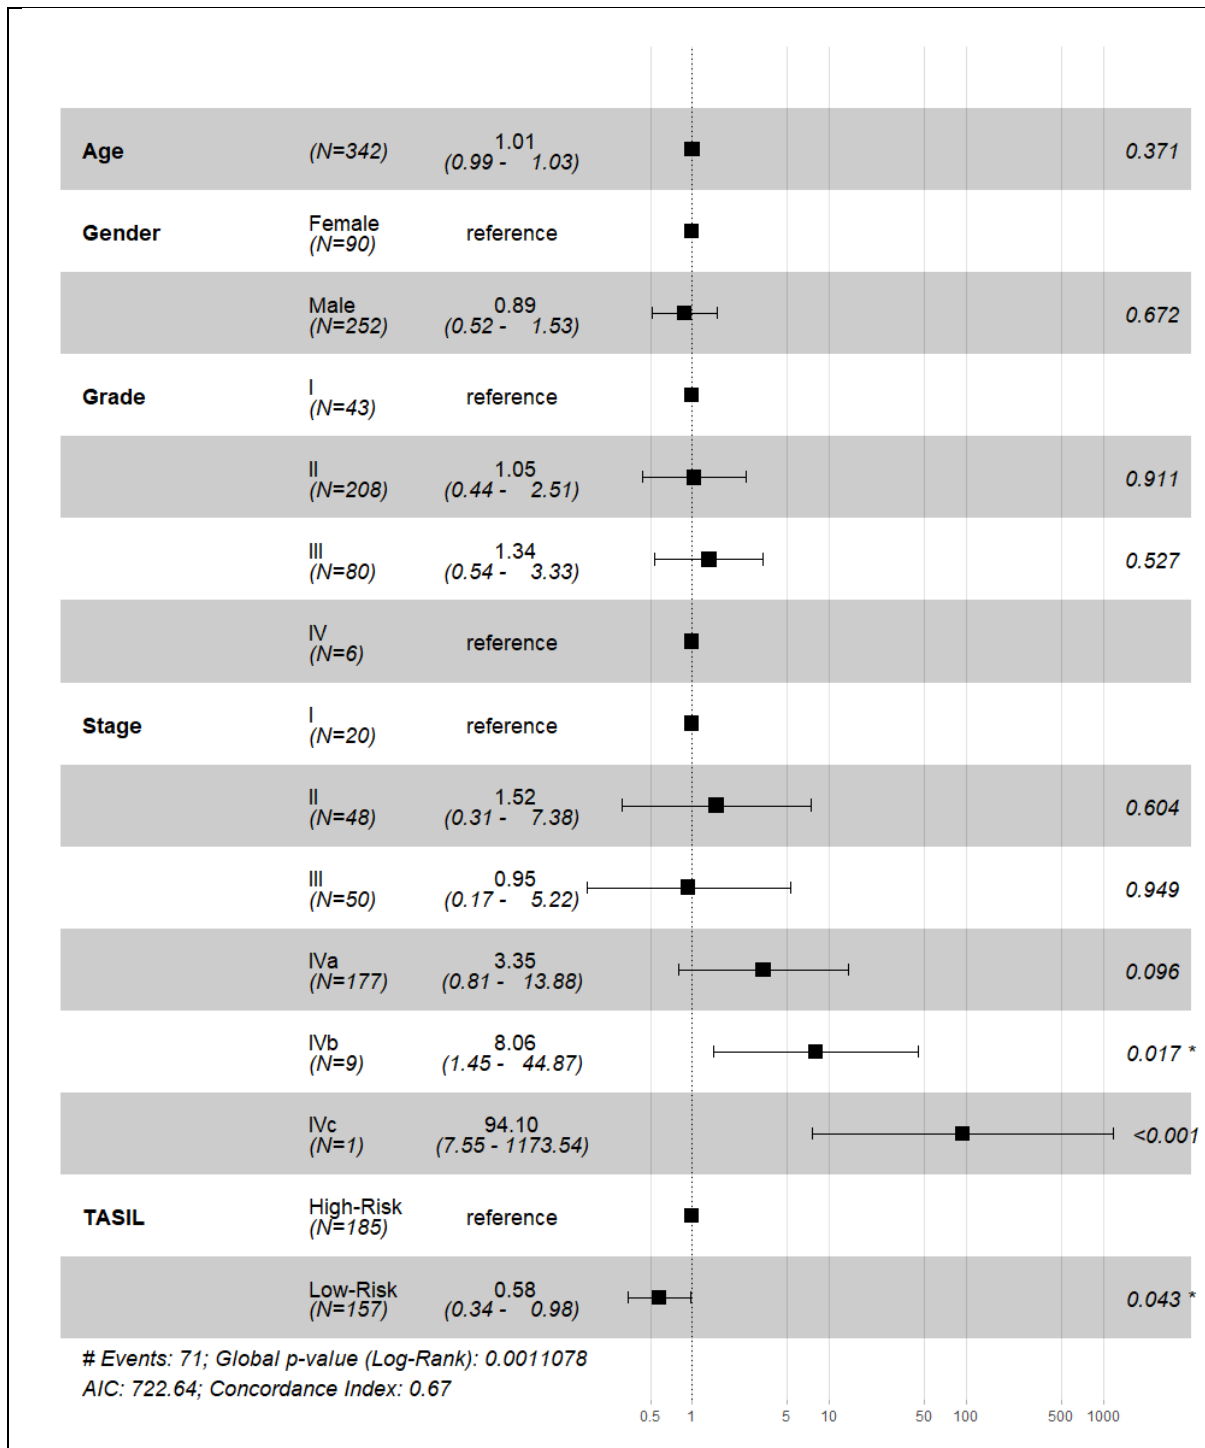 Age (N=342) 1.01 0.371
(0.99 - 1.03)
Gender Female reference
(N=90)
Male 0.89 0.672
(N=252) (0.52 - 1.53)
Grade I reference
(N=43)
II 1.05 0.911
(N=208) (0.44 - 2.51)
III 1.34 0.527
(N=80) (0.54 - 3.33)
IV reference
(N=6)
Stage I reference
(N=20)
II 1.52 0.604
(N=48) (0.31 - 7.38)
III 0.95 0.949
(N=50) (0.17 - 5.22)
IVa 3.35 0.096
(N=177) (0.81 - 13.88)
IVb 8.06 0.017 *
(N=9) (1.45 - 44.87)
IVc 94.10 <0.001
(N=1) (7.55 - 1173.54)
TASIL High-Risk reference
(N=185)
Low-Risk 0.58 0.043 *
(N=157) (0.34 - 0.98)
# Events: 71; Global p-value (Log-Rank): 0.0011078
AIC: 722.64; Concordance Index: 0.67
0.5 1 5 10 50 100 500 1000